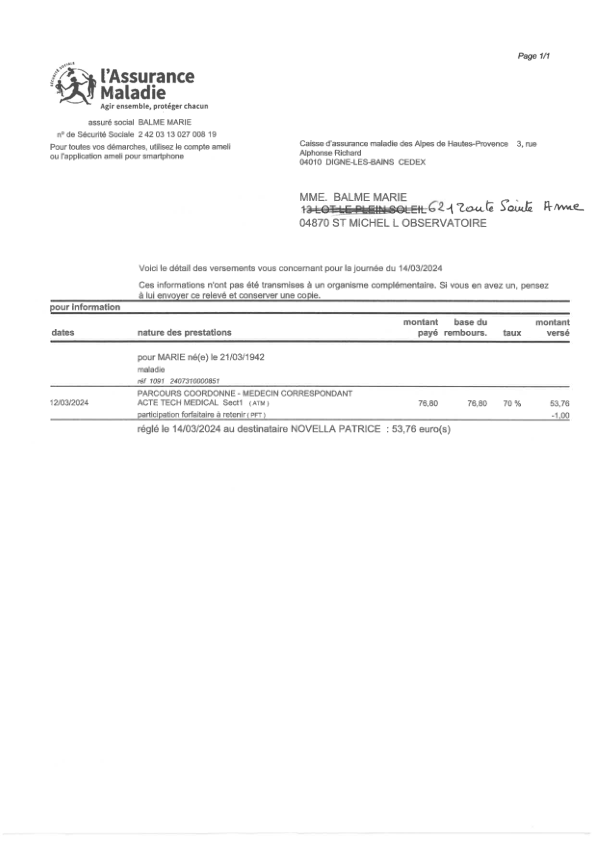 Page 1/1
SÉCURITÉ SOCIALE
l'Assurance
Maladie
Agir ensemble, protéger chacun
assuré social BALME MARIE
n° de Sécurité Sociale 2 42 03 13 027 008 19
Pour toutes vos démarches, utilisez le compte ameli
ou l'application ameli pour smartphone
Caisse d'assurance maladie des Alpes de Hautes-Provence 3, rue
Alphonse Richard
04010 DIGNE-LES-BAINS CEDEX
MME. BALME MARIE
13 LOT LE PLEIN SOLEIL 621 Route Sainte Anne
04870 ST MICHEL L OBSERVATOIRE
Voici le détail des versements vous concernant pour la journée du 14/03/2024
Ces informations n'ont pas été transmises à un organisme complémentaire. Si vous en avez un, pensez
à lui envoyer ce relevé et conserver une copie.
pour information
dates nature des prestations montant payé base du rembours. taux montant versé
pour MARIE né(e) le 21/03/1942
maladie
réf 1091 2407310000851
PARCOURS COORDONNE - MEDECIN CORRESPONDANT
12/03/2024 ACTE TECH MEDICAL Sect1 (ATM) 76,80 76,80 70 % 53,76
participation forfaitaire à retenir (PFT) -1,00
réglé le 14/03/2024 au destinataire NOVELLA PATRICE : 53,76 euro(s)